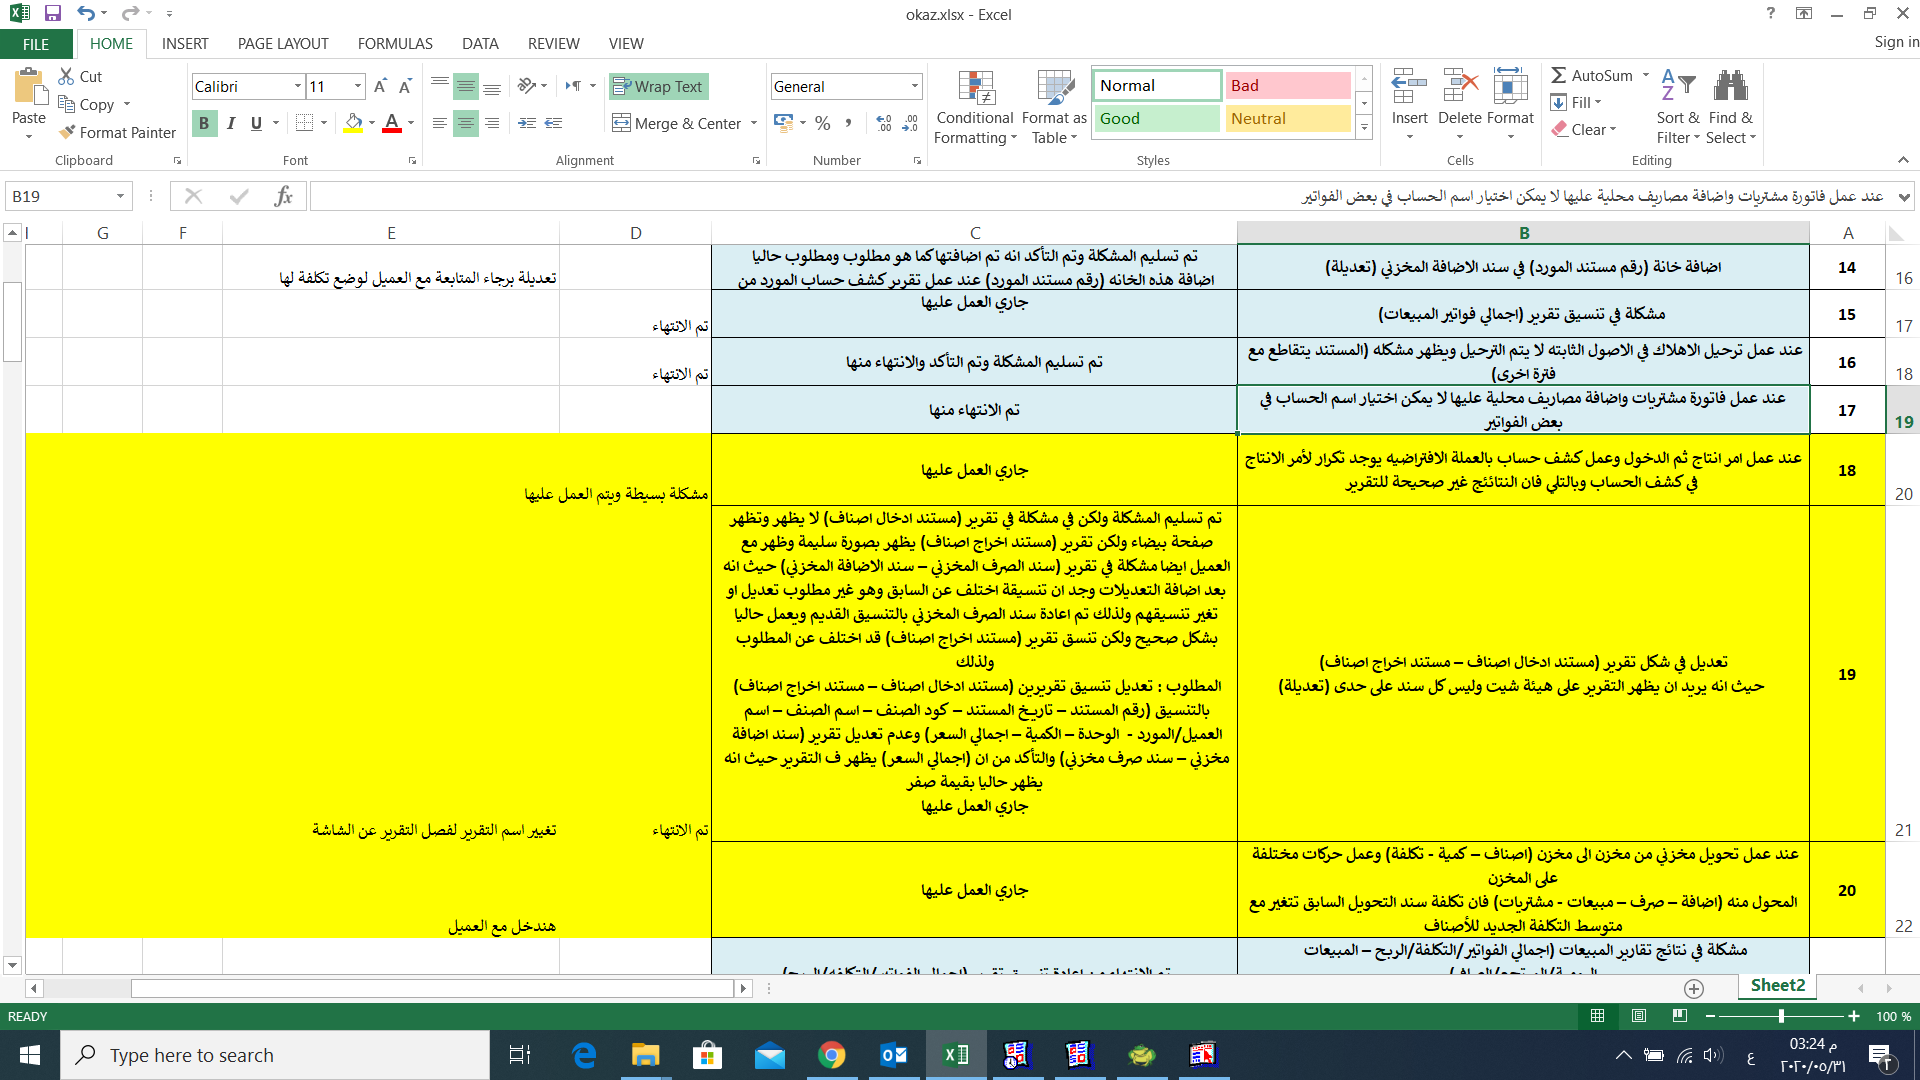 okaz.xlsx - Excel
FILE HOME INSERT PAGE LAYOUT FORMULAS DATA REVIEW VIEW
Sign in
Paste
Cut
Copy
Format Painter
Clipboard
Calibri 11
B I U
Font
Wrap Text
Merge & Center
Alignment
General
Number
Conditional Formatting
Format as Table
Normal Bad
Good Neutral
Styles
Insert Delete Format
Cells
AutoSum
Fill
Clear
Sort & Filter
Find & Select
Editing
B19
عند عمل فاتورة مشتريات واضافة مصاريف محلية عليها لا يمكن اختيار اسم الحساب في بعض الفواتير
A B C D E F G I
16
14
اضافة خانة (رقم مستند المورد) في سند الاضافة المخزني (تعديلة)
تم تسليم المشكلة وتم التأكد انه تم اضافتها كما هو مطلوب ومطلوب حاليا
اضافة هذه الخانه (رقم مستند المورد) عند عمل تقرير كشف حساب المورد من
تعديلة برجاء المتابعة مع العميل لوضع تكلفة لها
17
15
مشكلة في تنسيق تقرير (اجمالي فواتير المبيعات)
جاري العمل عليها
تم الانتهاء
18
16
عند عمل ترحيل الاهلاك في الاصول الثابته لا يتم الترحيل ويظهر مشكله (المستند يتقاطع مع
فترة اخرى)
تم تسليم المشكلة وتم التأكد والانتهاء منها
تم الانتهاء
19
17
عند عمل فاتورة مشتريات واضافة مصاريف محلية عليها لا يمكن اختيار اسم الحساب في
بعض الفواتير
تم الانتهاء منها
20
18
عند عمل امر انتاج ثم الدخول وعمل كشف حساب بالعملة الافتراضيه يوجد تكرار لأمر الانتاج
في كشف الحساب وبالتلي فان النتائئج غير صحيحة للتقرير
جاري العمل عليها
مشكلة بسيطة ويتم العمل عليها
21
19
تعديل في شكل تقرير (مستند ادخال اصناف – مستند اخراج اصناف)
حيث انه يريد ان يظهر التقرير على هيئة شيت وليس كل سند على حدى (تعديلة)
تم تسليم المشكلة ولكن في مشكلة في تقرير (مستند ادخال اصناف) لا يظهر وتظهر
صفحة بيضاء ولكن تقرير (مستند اخراج اصناف) يظهر بصورة سليمة وظهر مع
العميل ايضا مشكلة في تقرير (سند الصرف المخزني – سند الاضافة المخزني) حيث انه
بعد اضافة التعديلات وجد ان تنسيقة اختلف عن السابق وهو غير مطلوب تعديل او
تغير تنسيقهم ولذلك تم اعادة سند الصرف المخزني بالتنسيق القديم ويعمل حاليا
بشكل صحيح ولكن تنسق تقرير (مستند اخراج اصناف) قد اختلف عن المطلوب
ولذلك
المطلوب : تعديل تنسيق تقريرين (مستند ادخال اصناف – مستند اخراج اصناف)
بالتنسيق (رقم المستند – تاريخ المستند – كود الصنف – اسم الصنف – اسم
العميل/المورد - الوحدة – الكمية – اجمالي السعر) وعدم تعديل تقرير (سند اضافة
مخزني – سند صرف مخزني) والتأكد من ان (اجمالي السعر) يظهر ف التقرير حيث انه
يظهر حاليا بقيمة صفر
جاري العمل عليها
تم الانتهاء
تغيير اسم التقرير لفصل التقرير عن الشاشة
22
20
عند عمل تحويل مخزني من مخزن الى مخزن (اصناف – كمية - تكلفة) وعمل حركات مختلفة
على المخزن
المحول منه (اضافة – صرف – مبيعات - مشتريات) فان تكلفة سند التحويل السابق تتغير مع
متوسط التكلفة الجديد للأصناف
جاري العمل عليها
هندخل مع العميل
مشكلة في نتائج تقارير المبيعات (اجمالي الفواتير/التكلفة/الربح – المبيعات
Sheet2
READY
100 %
Type here to search
ع
03:24 م
٢٠٢٠/٠٥/٣١
٢